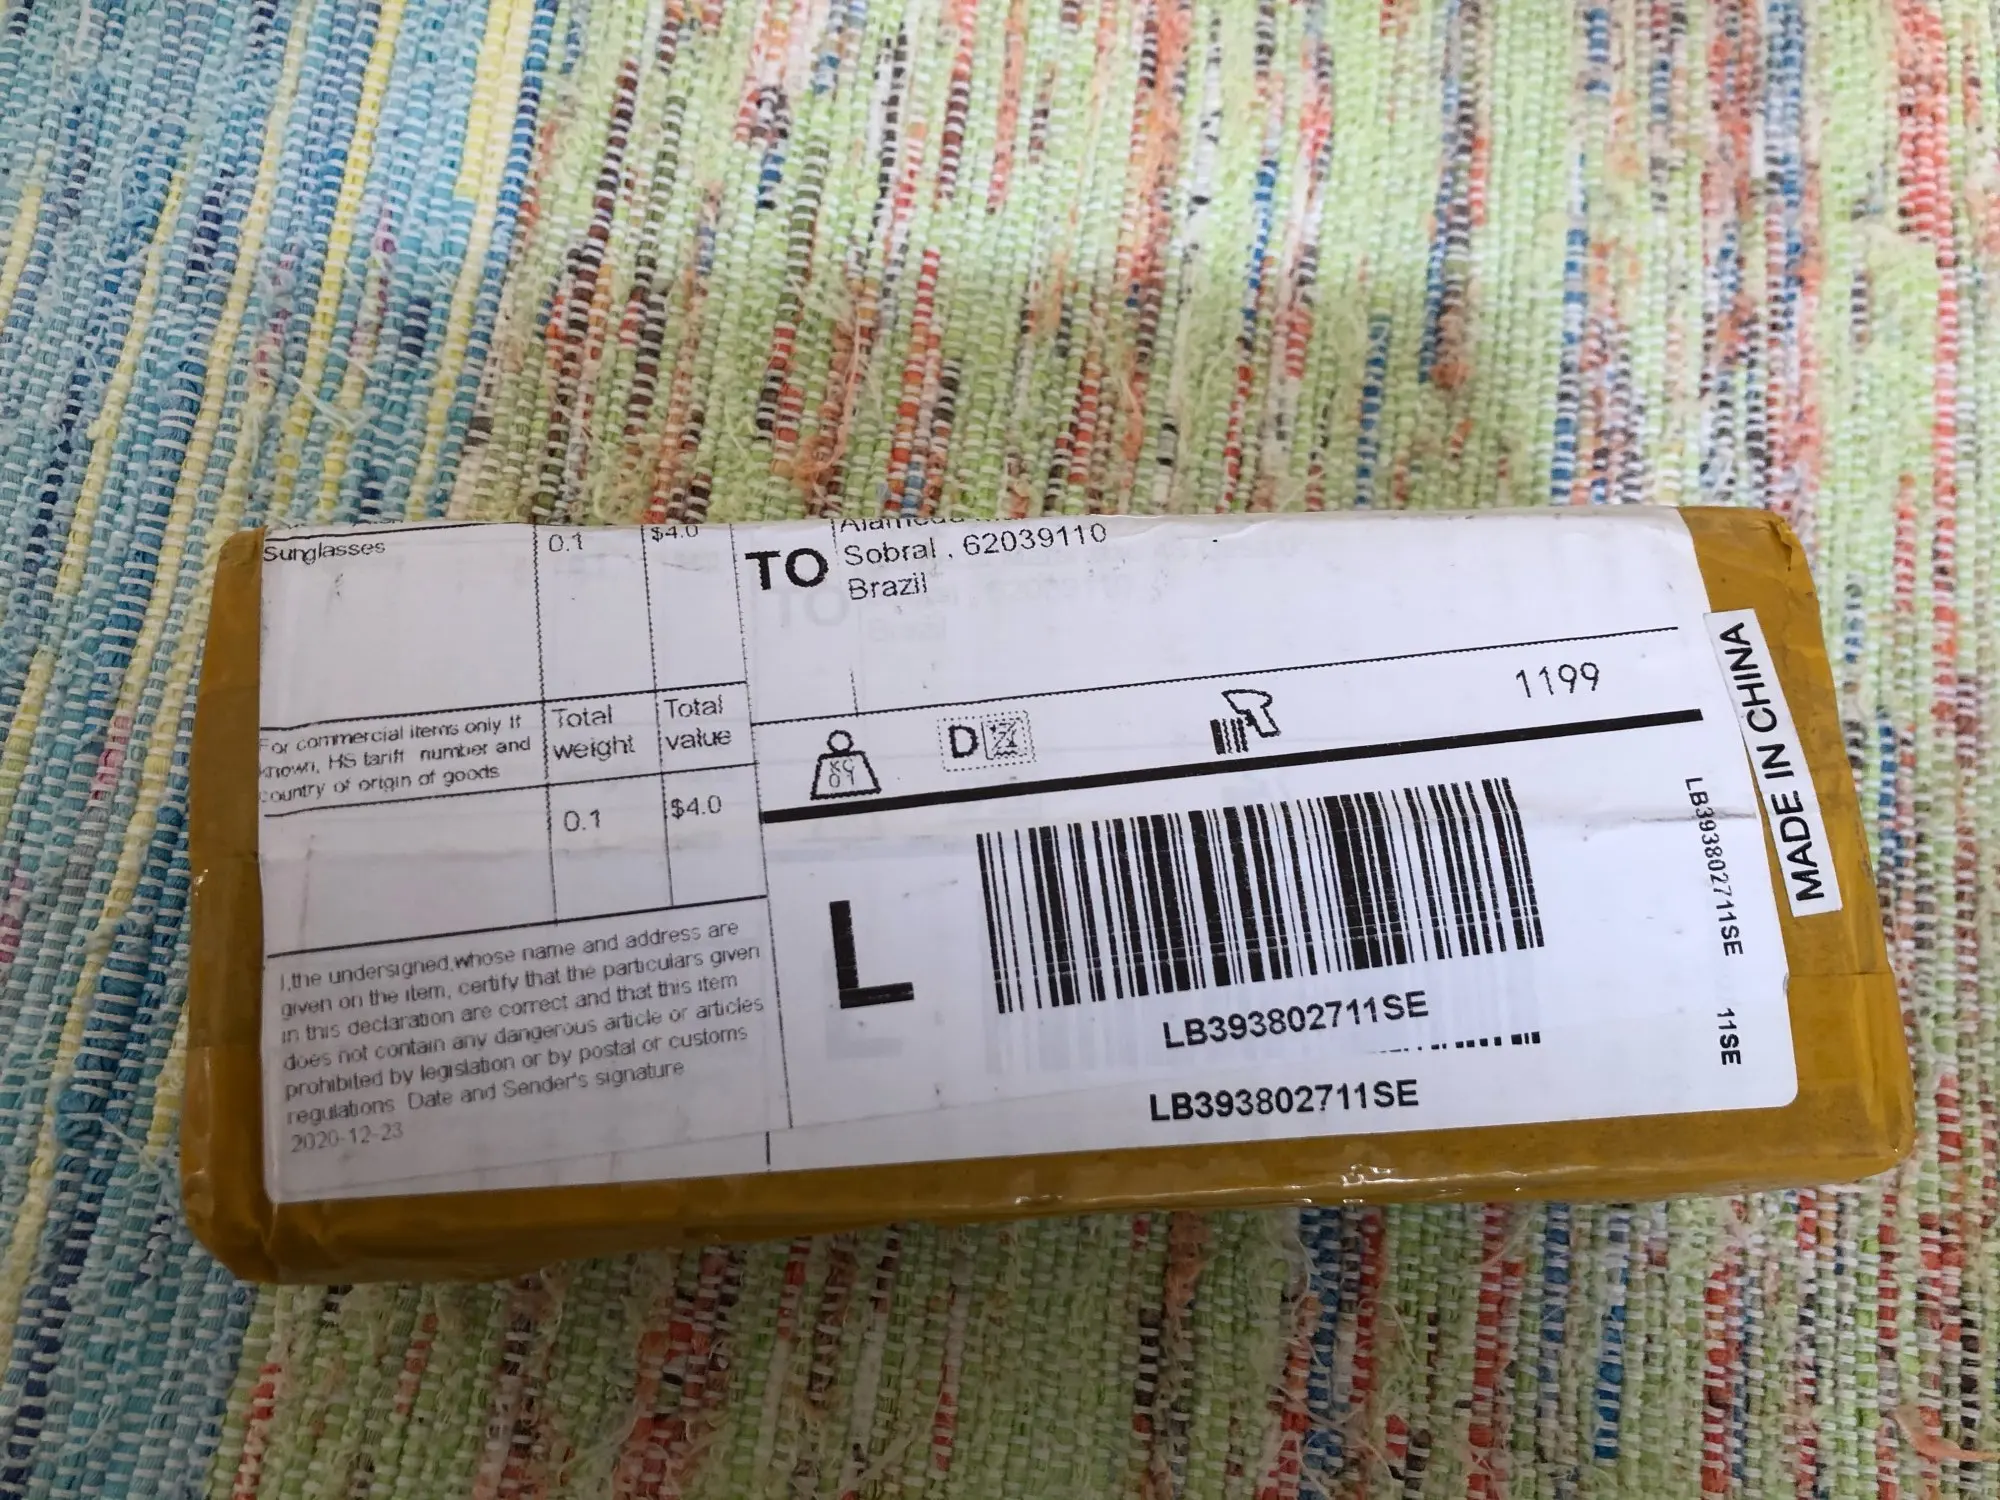 Sunglasses
0.1
$4.0
For commercial items only If
known, HS tariff number and
country of origin of goods
Total
weight
Total
value
0.1
$4.0
I,the undersigned,whose name and address are
given on the item, certify that the particulars given
in this declaration are correct and that this item
does not contain any dangerous article or articles
prohibited by legislation or by postal or customs
regulations Date and Sender's signature
2020-12-23
TO
Alameda
Sobral , 62039110
Brazil
KG
0.1
D
1199
L
LB393802711SE
LB393802711SE
LB393802711SE
11SE
MADE IN CHINA